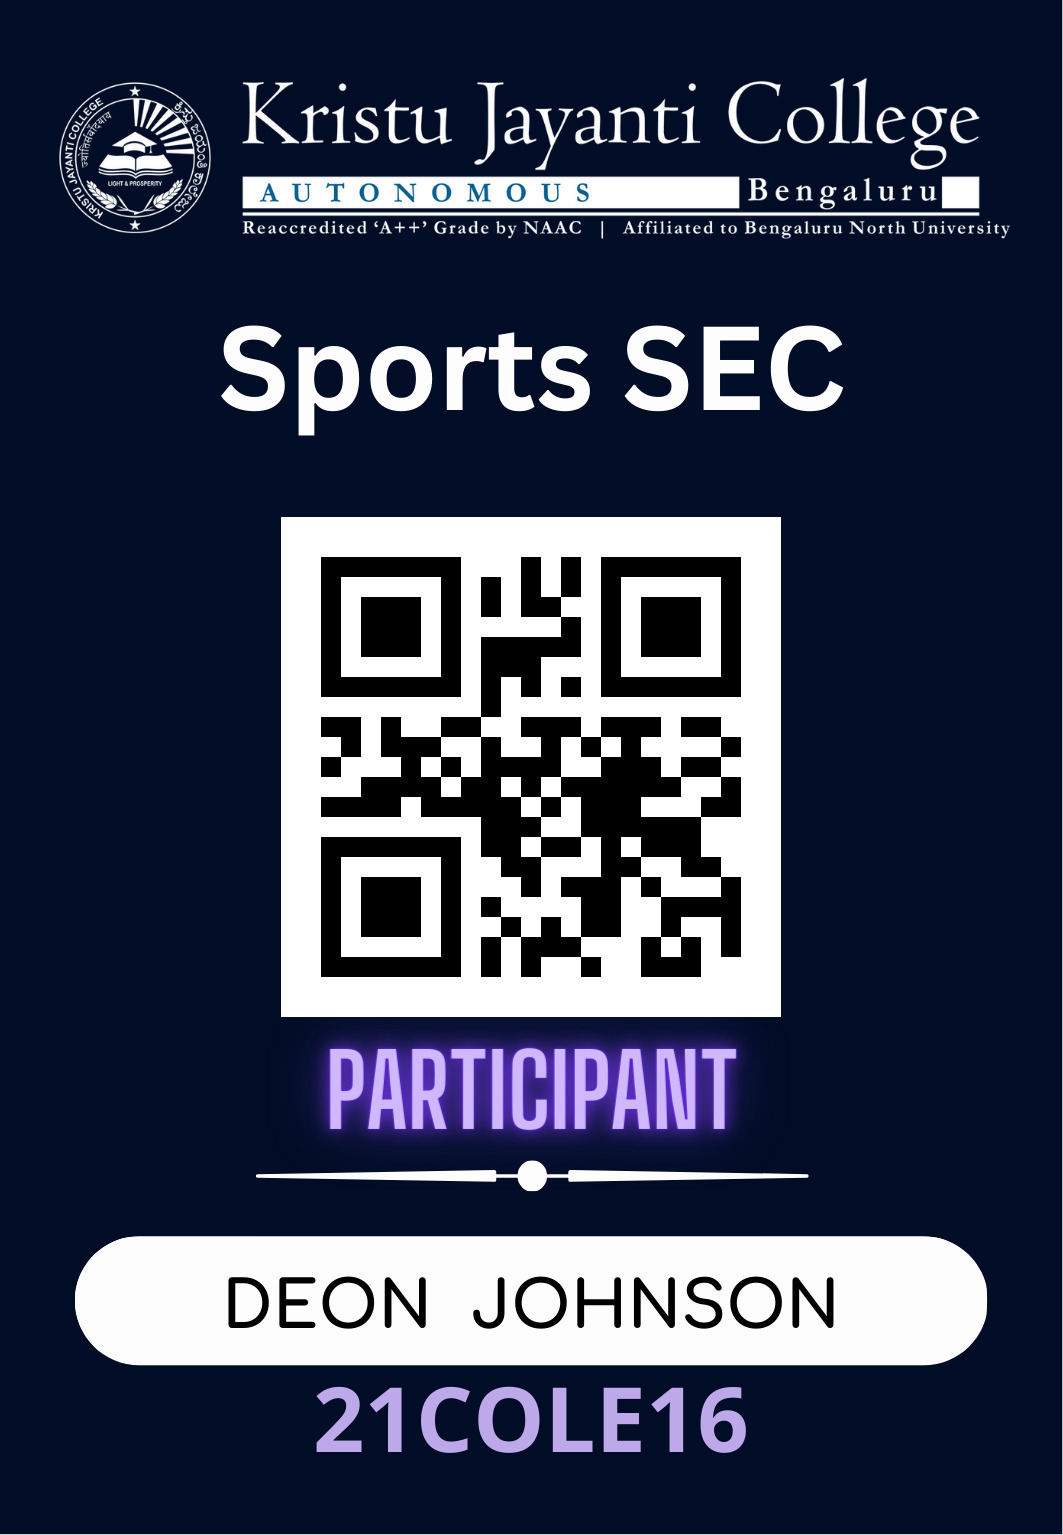 Kristu Jayanti College
AUTONOMOUS Bengaluru
Reaccredited ‘A++’ Grade by NAAC | Affiliated to Bengaluru North University
KRISTU JAYANTI COLLEGE
LIGHT & PROSPERITY
Sports SEC
PARTICIPANT
DEON JOHNSON
21COLE16